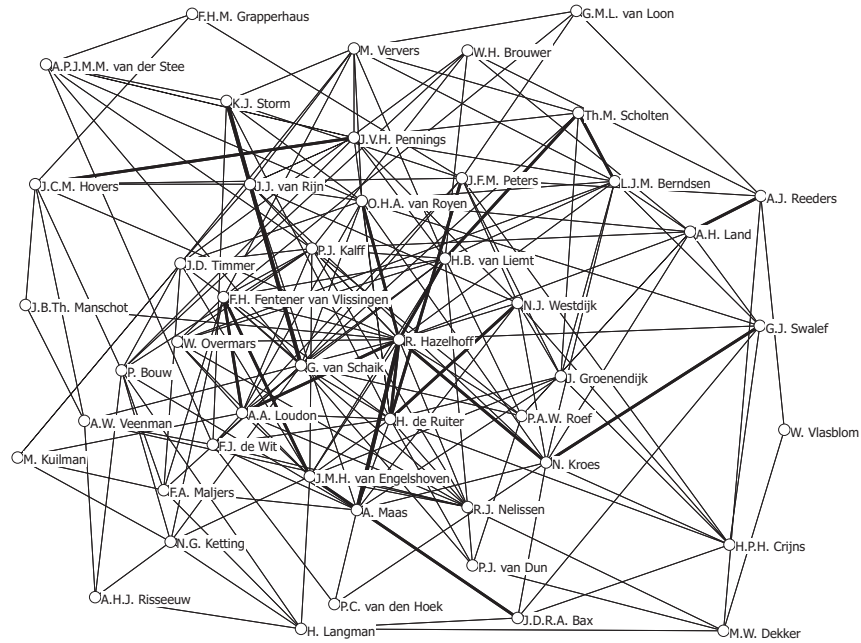 F.H.M. Grapperhaus
G.M.L. van Loon
M. Ververs
W.H. Brouwer
A.P.J.M.M. van der Stee
K.J. Storm
Th.M. Scholten
J.V.H. Pennings
J.C.M. Hovers
J.J. van Rijn
J.F.M. Peters
L.J.M. Berndsen
A.J. Reeders
O.H.A. van Royen
A.H. Land
P.J. Kalff
H.B. van Liemt
J.D. Timmer
F.H. Fentener van Vlissingen
N.J. Westdijk
J.B.Th. Manschot
G.J. Swalef
W. Overmars
R. Hazelhoff
G. van Schaik
P. Bouw
J. Groenendijk
A.A. Loudon
H. de Ruiter
P.A.W. Roef
A.W. Veenman
W. Vlasblom
F.J. de Wit
M. Kuilman
N. Kroes
J.M.H. van Engelshoven
F.A. Maljers
A. Maas
R.J. Nelissen
N.G. Ketting
H.P.H. Crijns
P.J. van Dun
A.H.J. Risseeuw
P.C. van den Hoek
J.D.R.A. Bax
H. Langman
M.W. Dekker